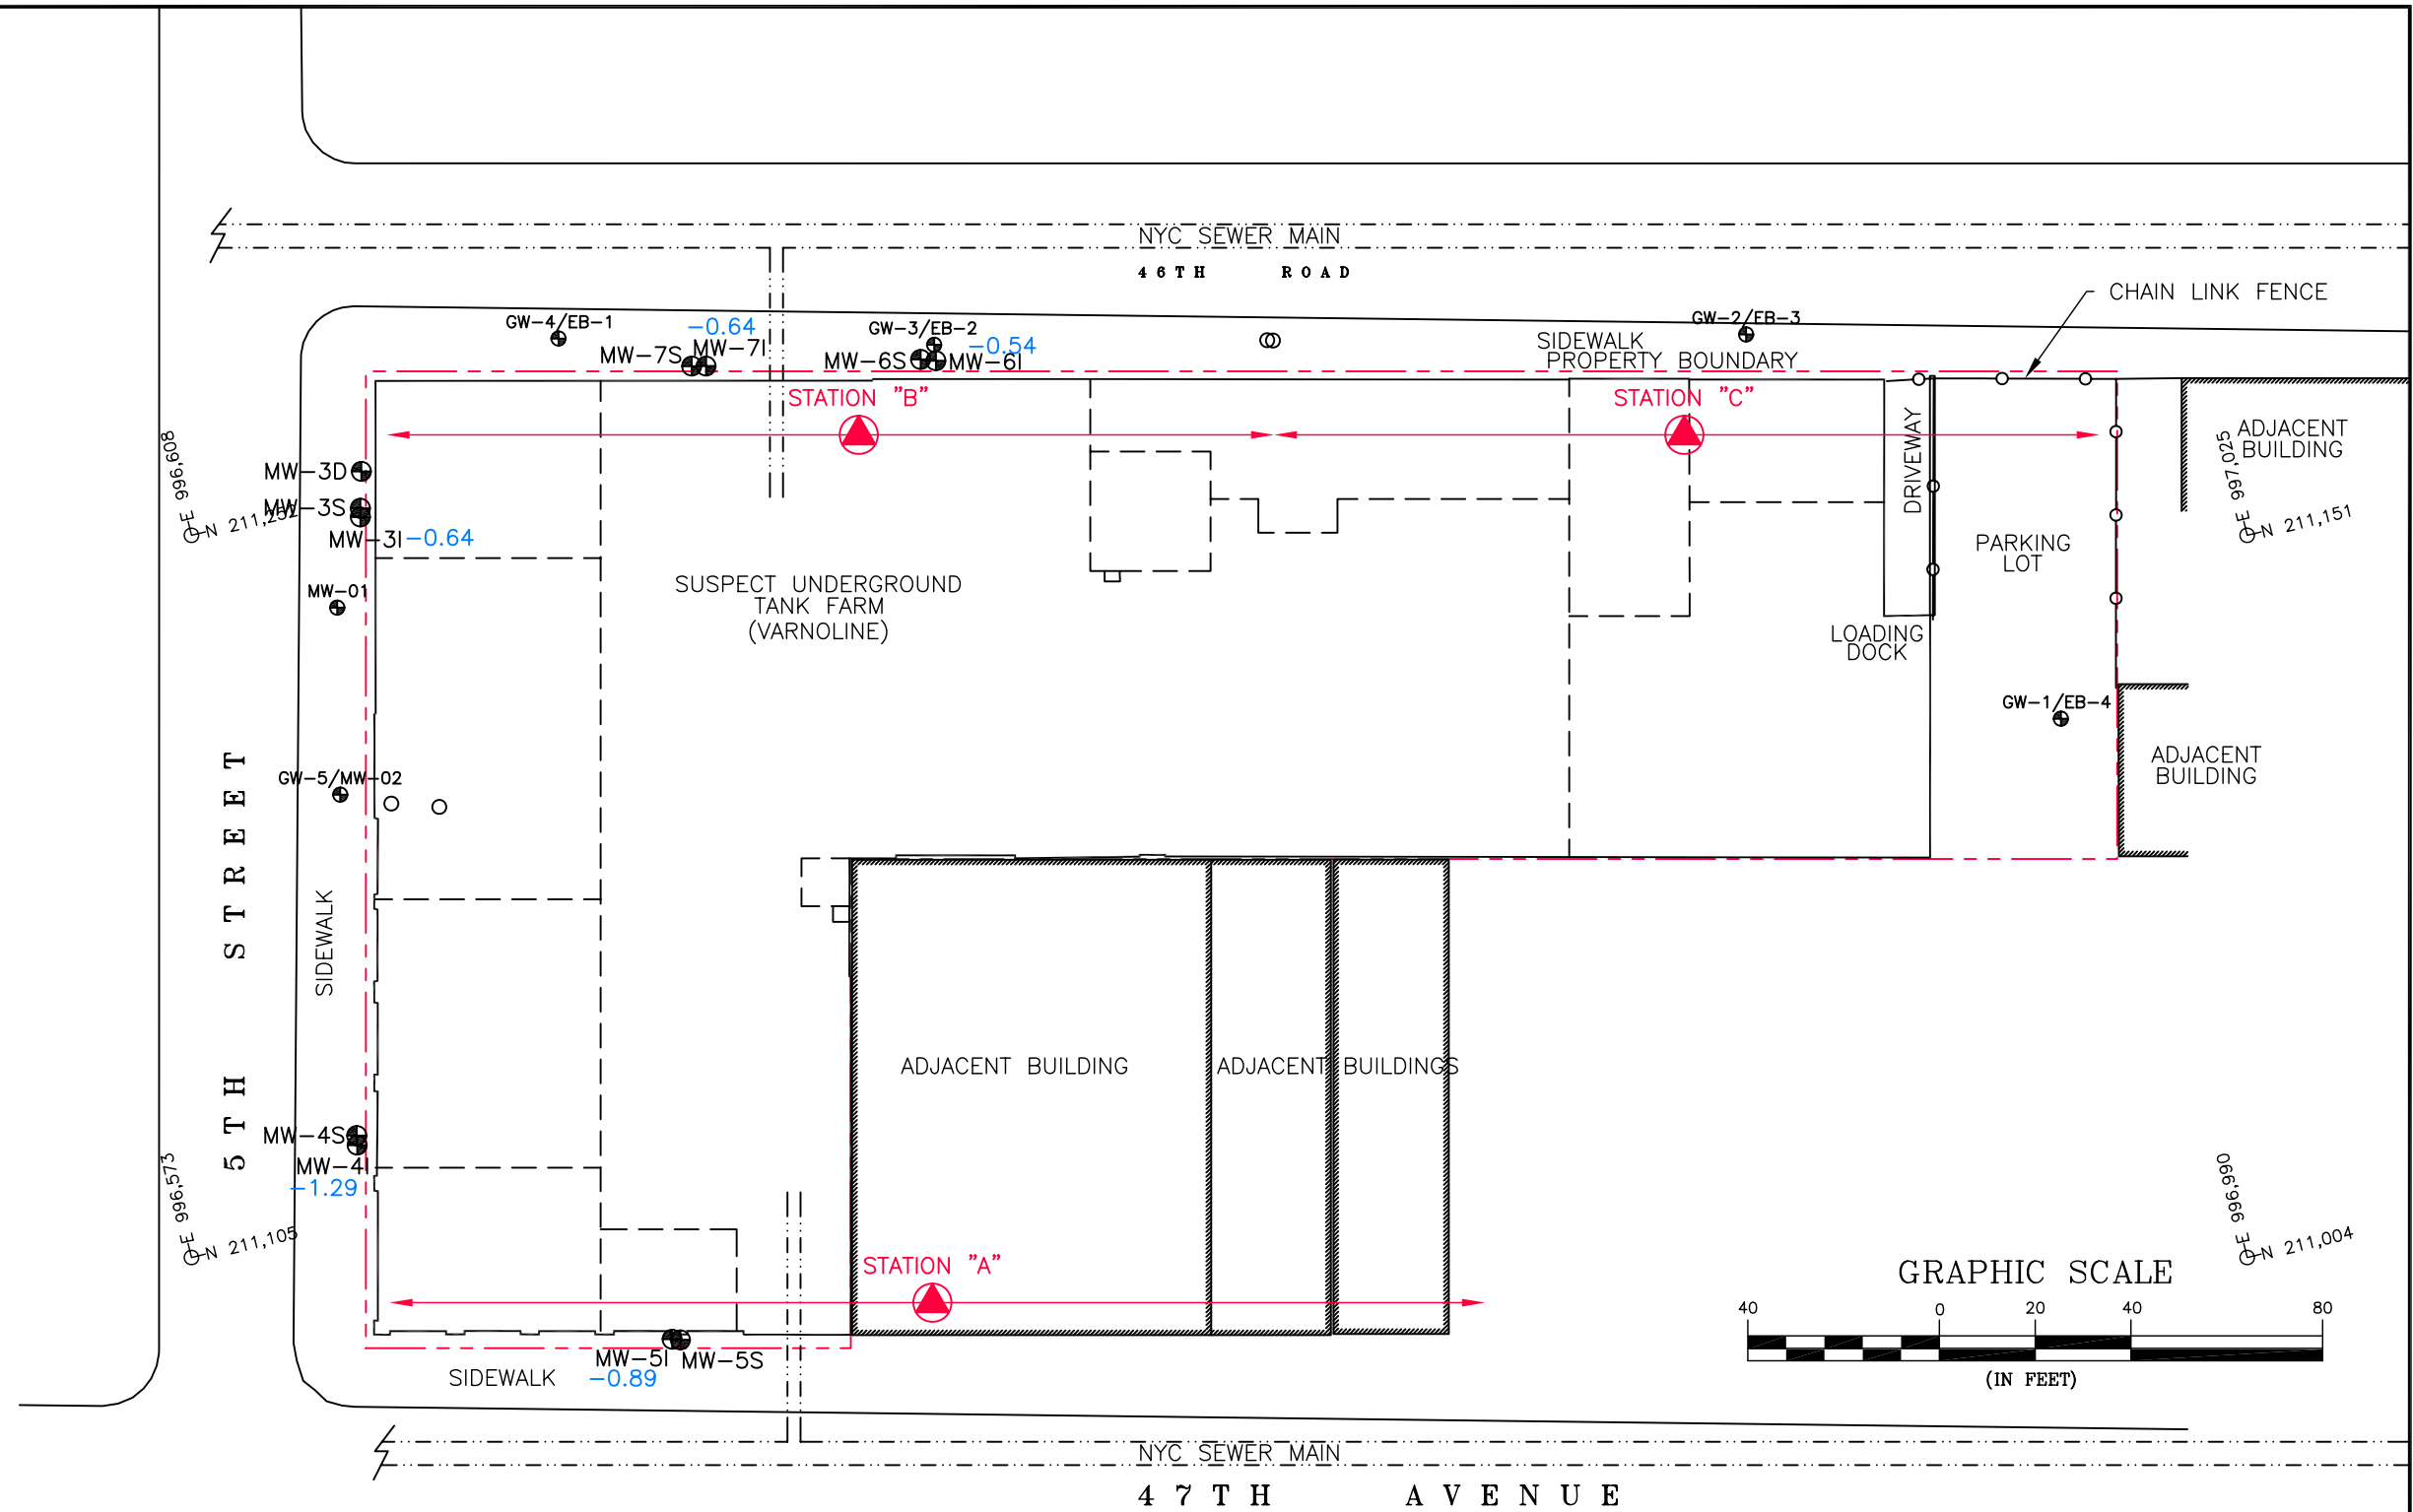 NYC SEWER MAIN
46TH ROAD
CHAIN LINK FENCE
GW-4/EB-1
-0.64
GW-3/EB-2
-0.54
GW-2/EB-3
SIDEWALK
PROPERTY BOUNDARY
MW-7S
MW-7I
MW-6S
MW-6I
STATION "B"
STATION "C"
DRIVEWAY
ADJACENT
BUILDING
E 996,608
N 211,252
MW-3D
MW-3S
MW-3I
-0.64
E 997,025
N 211,151
PARKING
LOT
SUSPECT UNDERGROUND
TANK FARM
(VARNOLINE)
MW-01
LOADING
DOCK
GW-1/EB-4
ADJACENT
BUILDING
GW-5/MW-02
5TH STREET
SIDEWALK
ADJACENT BUILDING
ADJACENT BUILDINGS
MW-4S
MW-4I
-1.29
E 996,573
N 211,105
E 996,990
N 211,004
STATION "A"
GRAPHIC SCALE
40 0 20 40 80
(IN FEET)
MW-5I
MW-5S
SIDEWALK
-0.89
NYC SEWER MAIN
47TH AVENUE